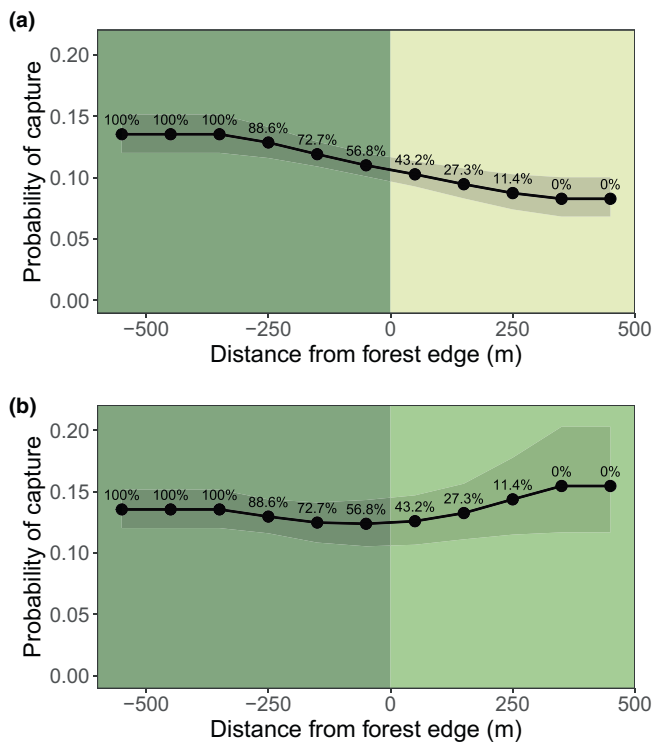 (a)
Probability of capture
0.20
0.15
0.10
0.05
0.00
100% 100% 100% 88.6% 72.7% 56.8% 43.2% 27.3% 11.4% 0% 0%
−500 −250 0 250 500
Distance from forest edge (m)
(b)
Probability of capture
0.20
0.15
0.10
0.05
0.00
100% 100% 100% 88.6% 72.7% 56.8% 43.2% 27.3% 11.4% 0% 0%
−500 −250 0 250 500
Distance from forest edge (m)